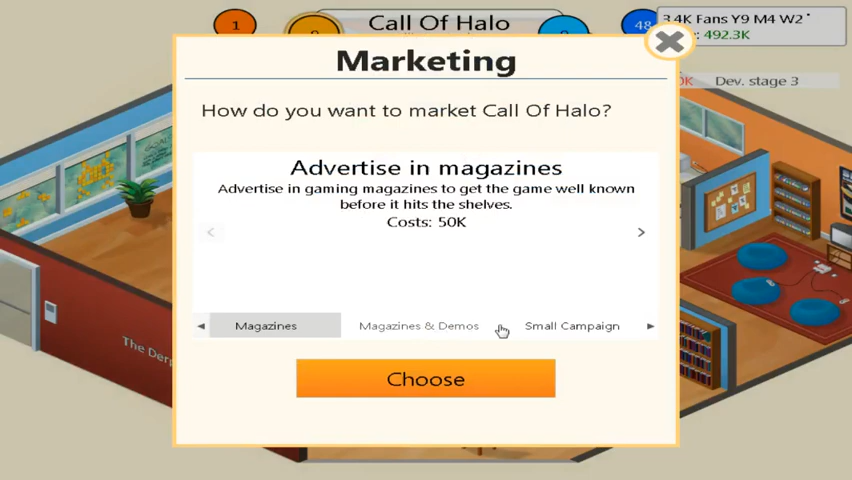 1
Call Of Halo
48
3.4K Fans Y9 M4 W2
492.3K
Dev. stage 3
Marketing
How do you want to market Call Of Halo?
Advertise in magazines
Advertise in gaming magazines to get the game well known
before it hits the shelves.
Costs: 50K
Magazines
Magazines & Demos
Small Campaign
Choose
The Derp